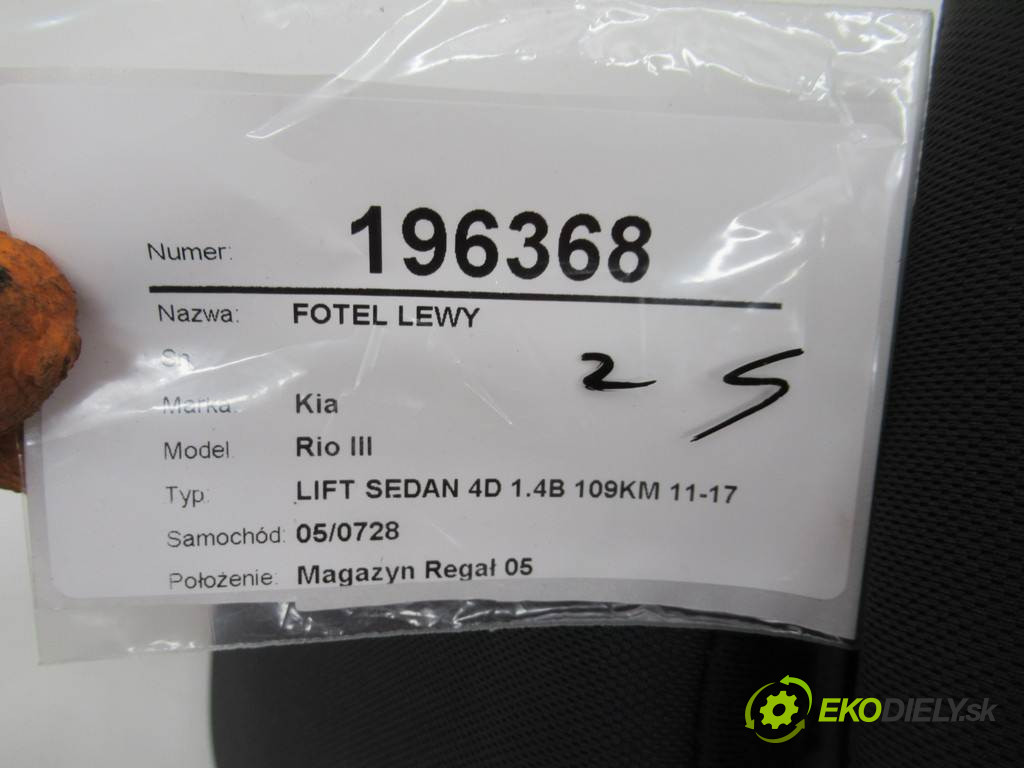 Numer: 196368
Nazwa: FOTEL LEWY
Sn
2 S
Marka: Kia
Model Rio III
Typ: LIFT SEDAN 4D 1.4B 109KM 11-17
Samochód: 05/0728
Położenie: Magazyn Regał 05
EKODIELY.sk